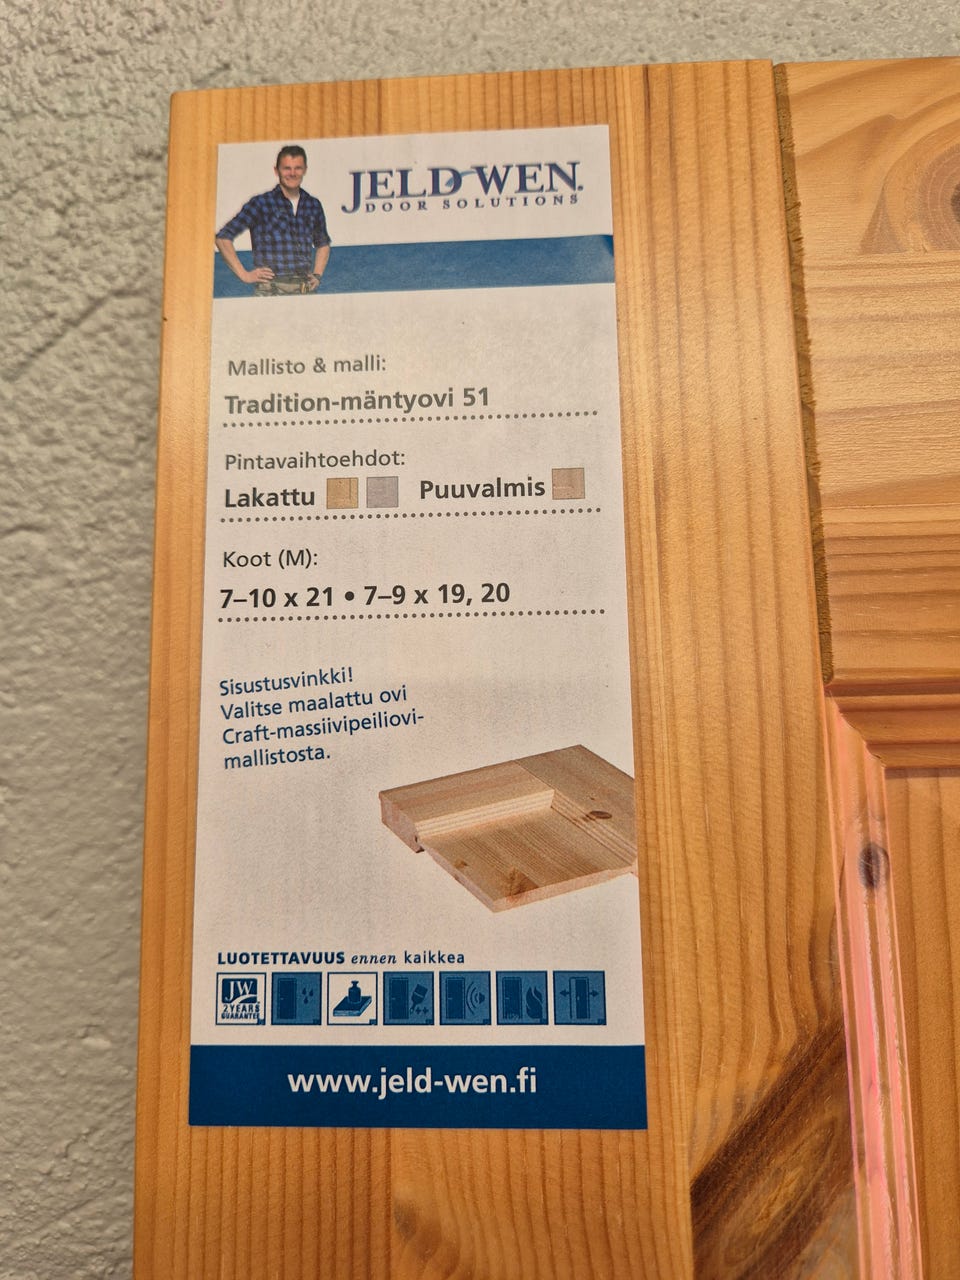 JELD-WEN.
DOOR SOLUTIONS
Mallisto & malli:
Tradition-mäntyovi 51
Pintavaihtoehdot:
Lakattu Puuvalmis
Koot (M):
7–10 x 21 • 7–9 x 19, 20
Sisustusvinkki!
Valitse maalattu ovi
Craft-massiivipeiliovi-
mallistosta.
LUOTETTAVUUS ennen kaikkea
JW
2 YEARS
GUARANTEE
www.jeld-wen.fi